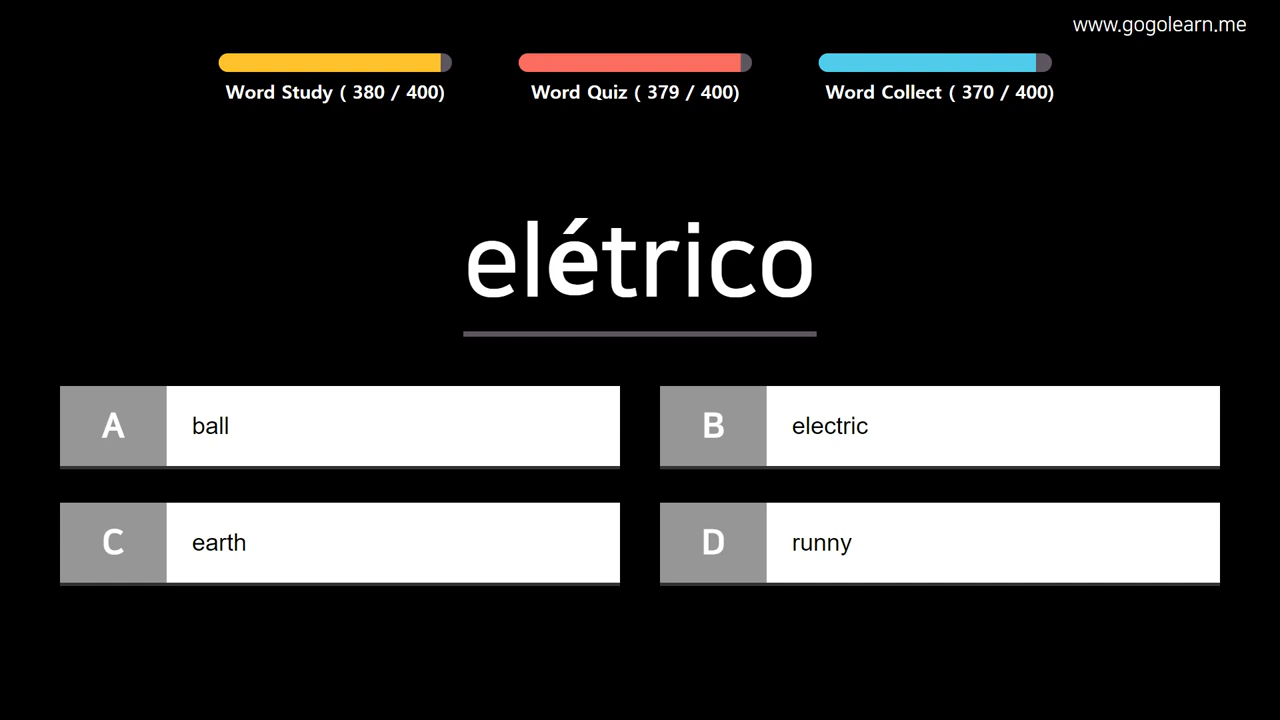 www.gogolearn.me
Word Study ( 380 / 400)
Word Quiz ( 379 / 400)
Word Collect ( 370 / 400)
elétrico
A ball
B electric
C earth
D runny